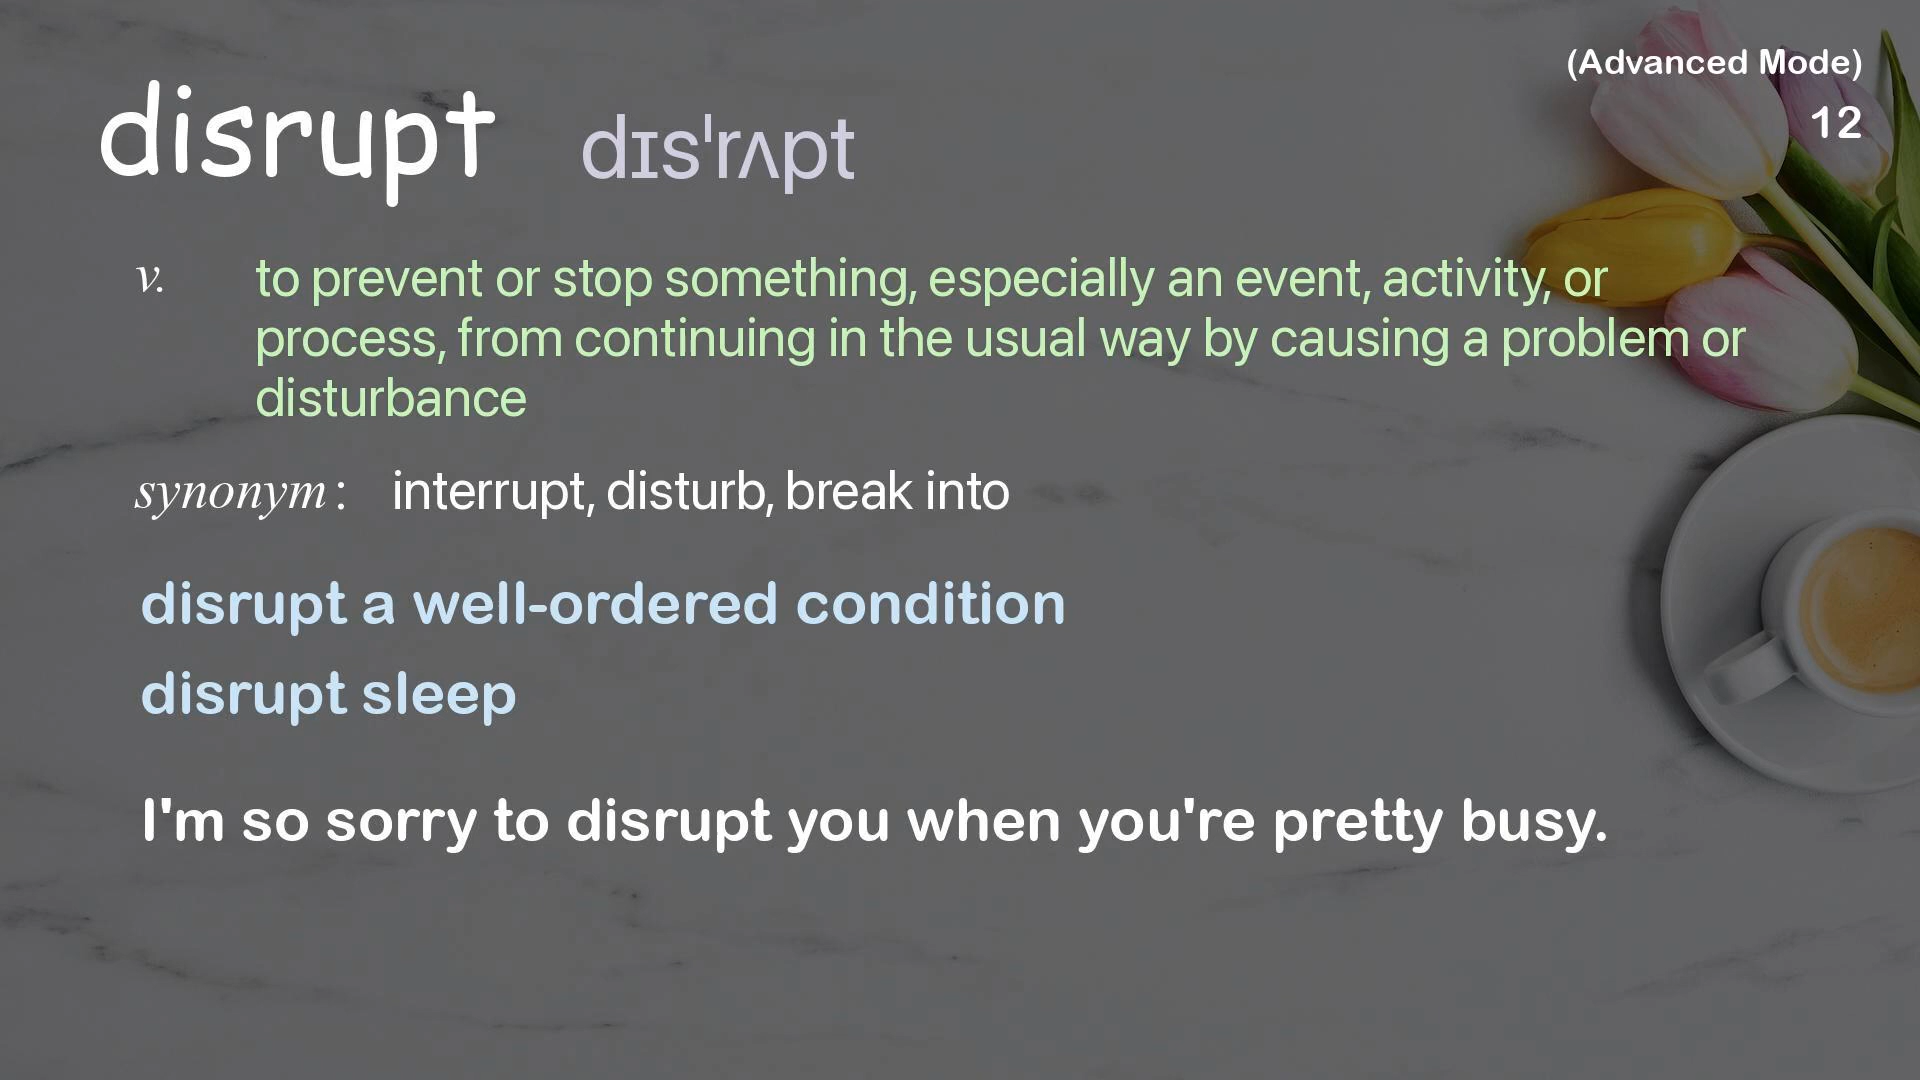 (Advanced Mode)
12
disrupt dɪsˈrʌpt
v. to prevent or stop something, especially an event, activity, or
process, from continuing in the usual way by causing a problem or
disturbance
synonym: interrupt, disturb, break into
disrupt a well-ordered condition
disrupt sleep
I'm so sorry to disrupt you when you're pretty busy.